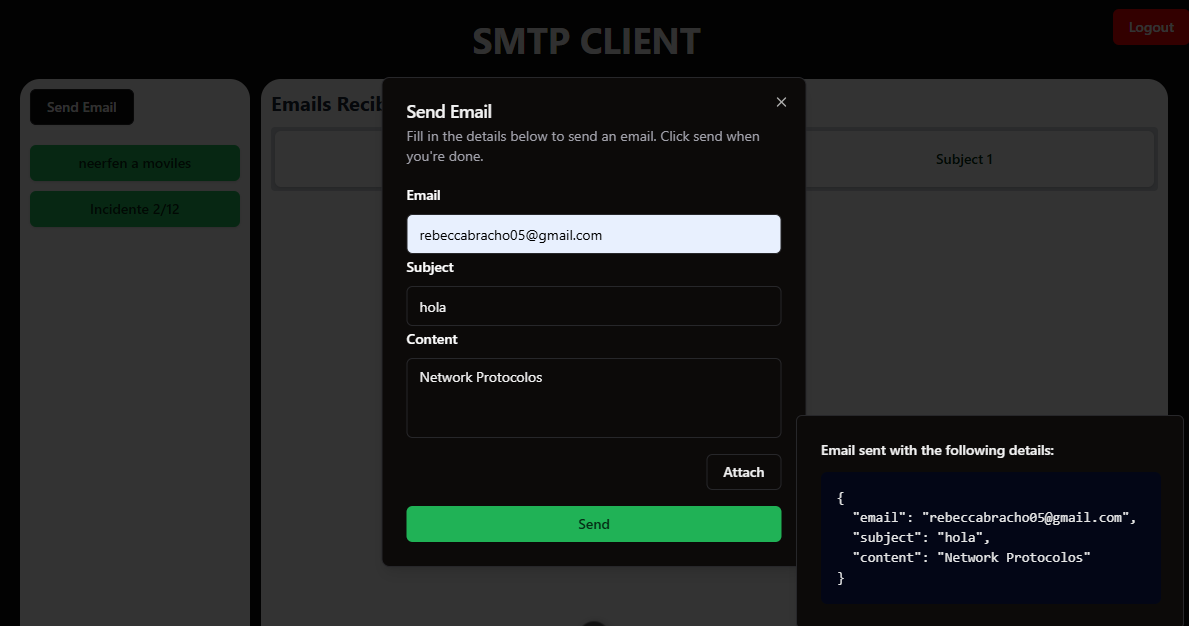 SMTP CLIENT
Logout
Send Email
neerfen a moviles
Incidente 2/12
Emails Recib
Subject 1
Send Email
Fill in the details below to send an email. Click send when
you're done.
Email
rebeccabracho05@gmail.com
Subject
hola
Content
Network Protocolos
Attach
Send
Email sent with the following details:
{
"email": "rebeccabracho05@gmail.com",
"subject": "hola",
"content": "Network Protocolos"
}